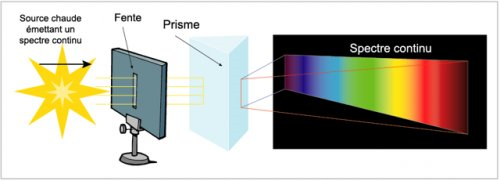 Source chaude
émettant un
spectre continu
Fente
Prisme
Spectre continu